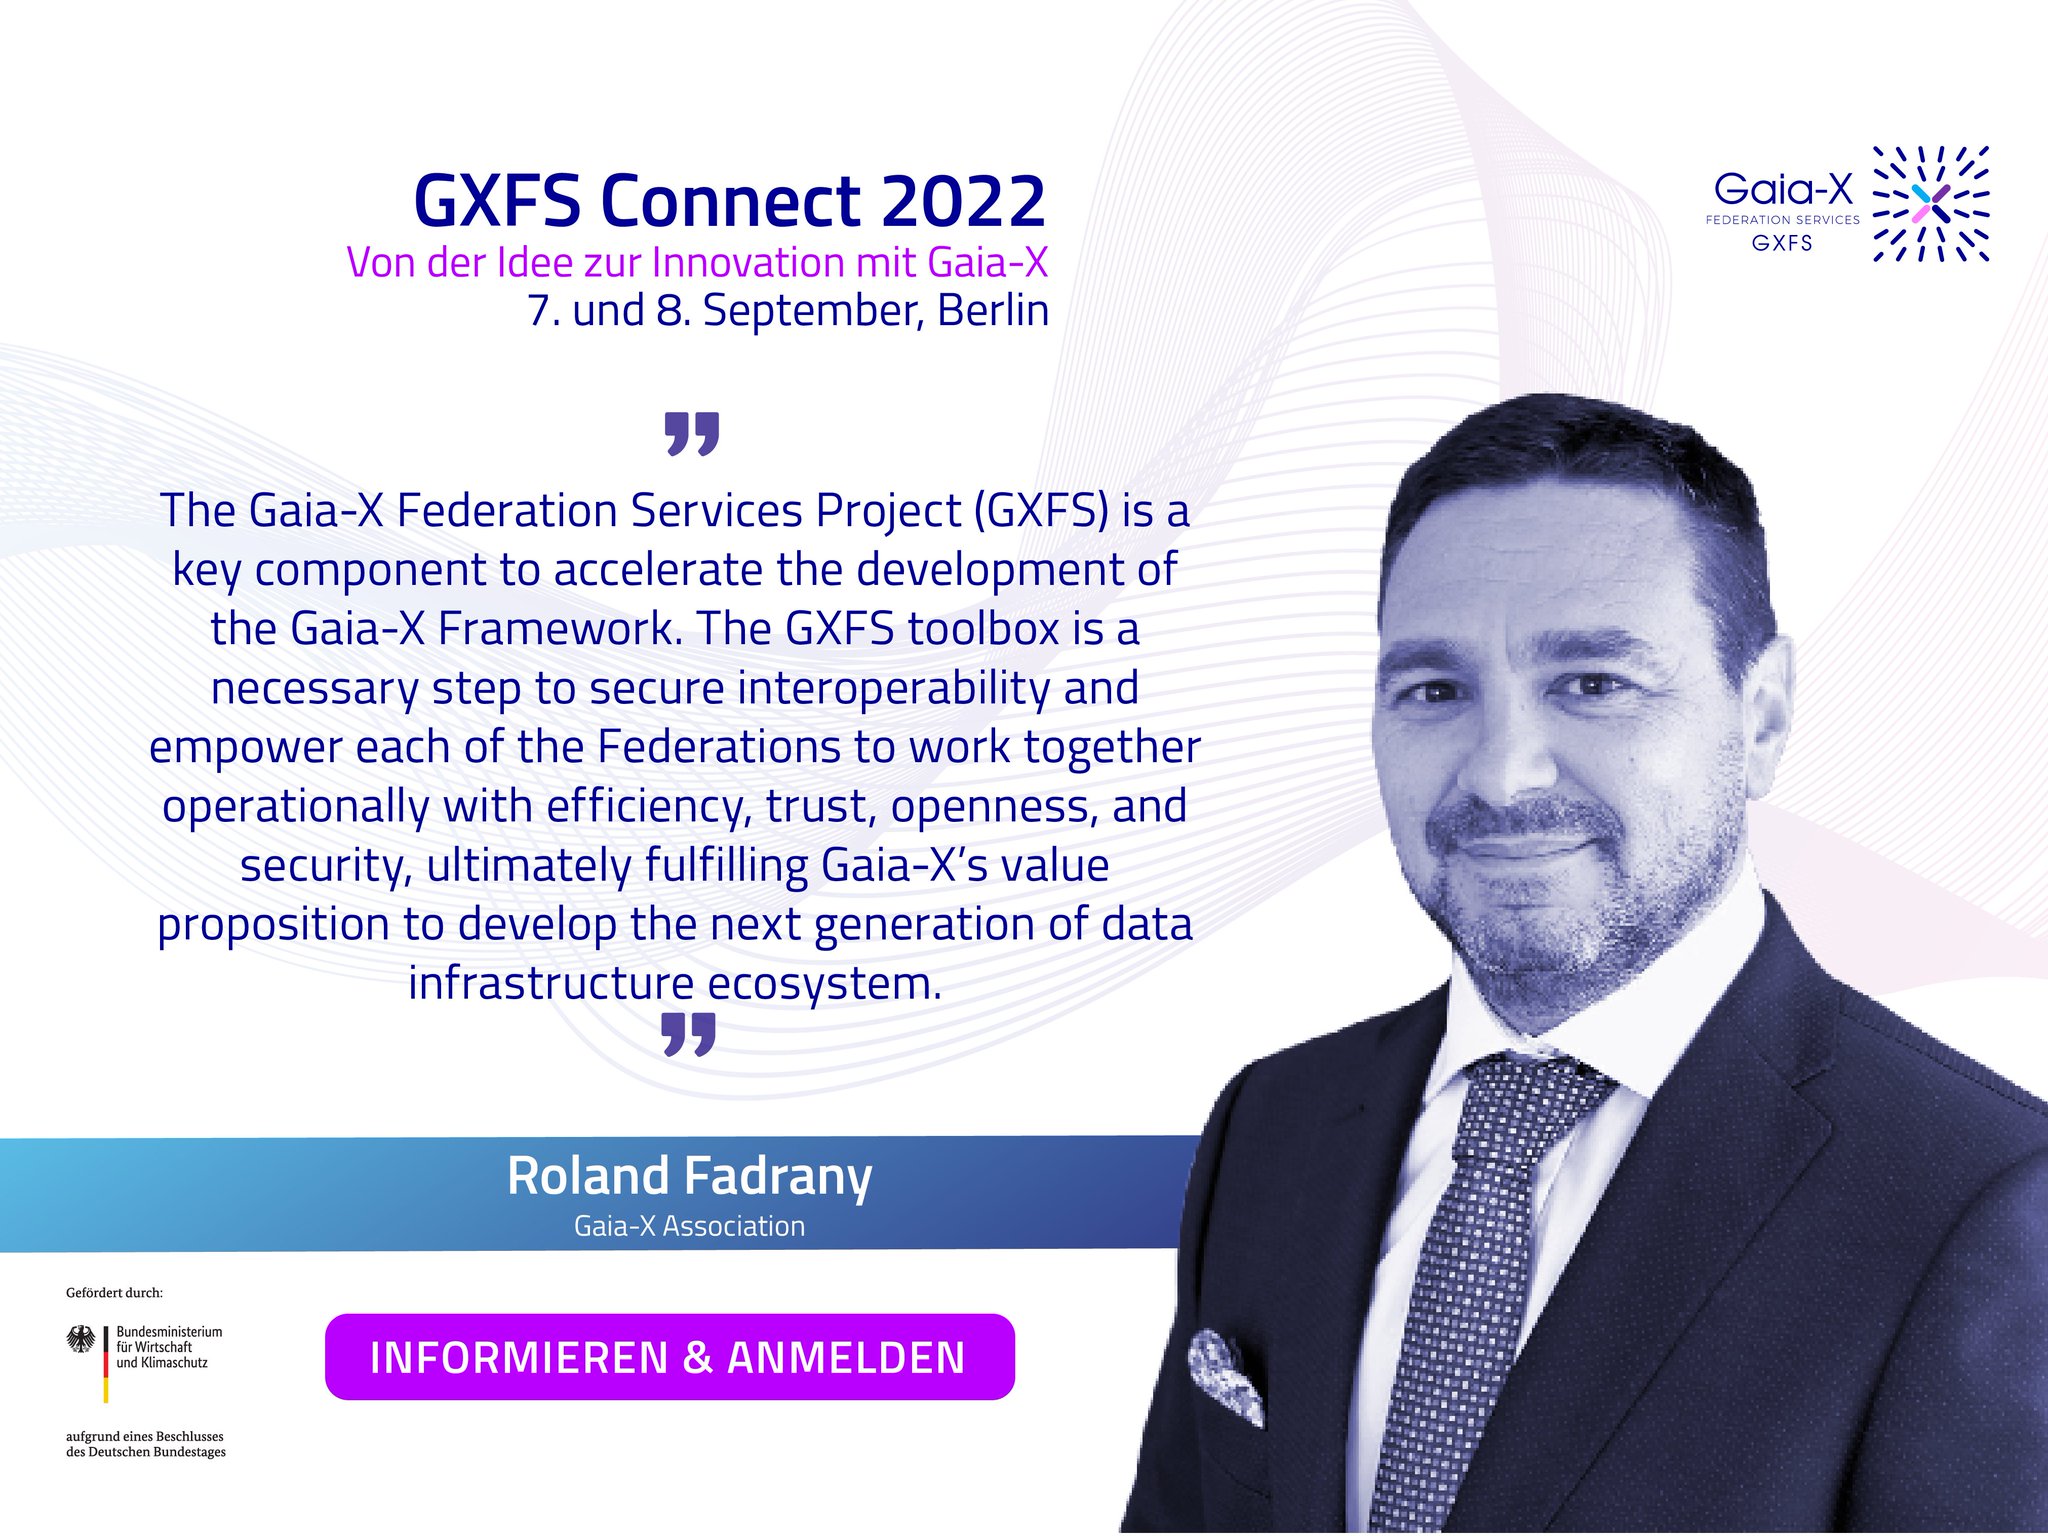 GXFS Connect 2022
Von der Idee zur Innovation mit Gaia-X
7. und 8. September, Berlin
Gaia-X
FEDERATION SERVICES
GXFS
”
The Gaia-X Federation Services Project (GXFS) is a
key component to accelerate the development of
the Gaia-X Framework. The GXFS toolbox is a
necessary step to secure interoperability and
empower each of the Federations to work together
operationally with efficiency, trust, openness, and
security, ultimately fulfilling Gaia-X’s value
proposition to develop the next generation of data
infrastructure ecosystem.
”
Roland Fadrany
Gaia-X Association
Gefördert durch:
Bundesministerium
für Wirtschaft
und Klimaschutz
aufgrund eines Beschlusses
des Deutschen Bundestages
INFORMIEREN & ANMELDEN